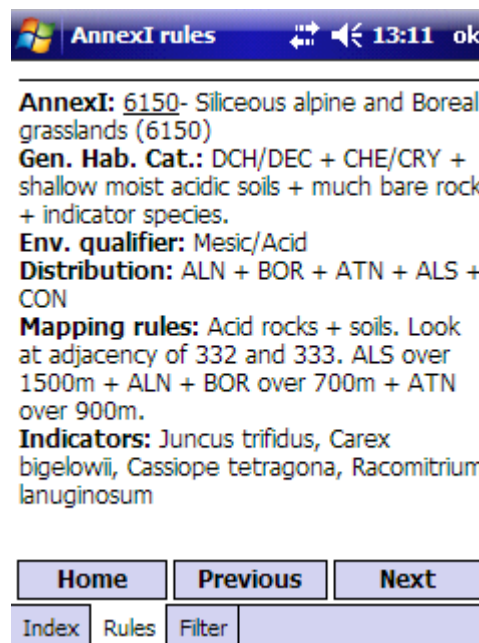 AnnexI rules 13:11 ok
AnnexI: 6150- Siliceous alpine and Boreal
grasslands (6150)
Gen. Hab. Cat.: DCH/DEC + CHE/CRY +
shallow moist acidic soils + much bare rock
+ indicator species.
Env. qualifier: Mesic/Acid
Distribution: ALN + BOR + ATN + ALS +
CON
Mapping rules: Acid rocks + soils. Look
at adjacency of 332 and 333. ALS over
1500m + ALN + BOR over 700m + ATN
over 900m.
Indicators: Juncus trifidus, Carex
bigelowii, Cassiope tetragona, Racomitrium
lanuginosum
Home Previous Next
Index Rules Filter